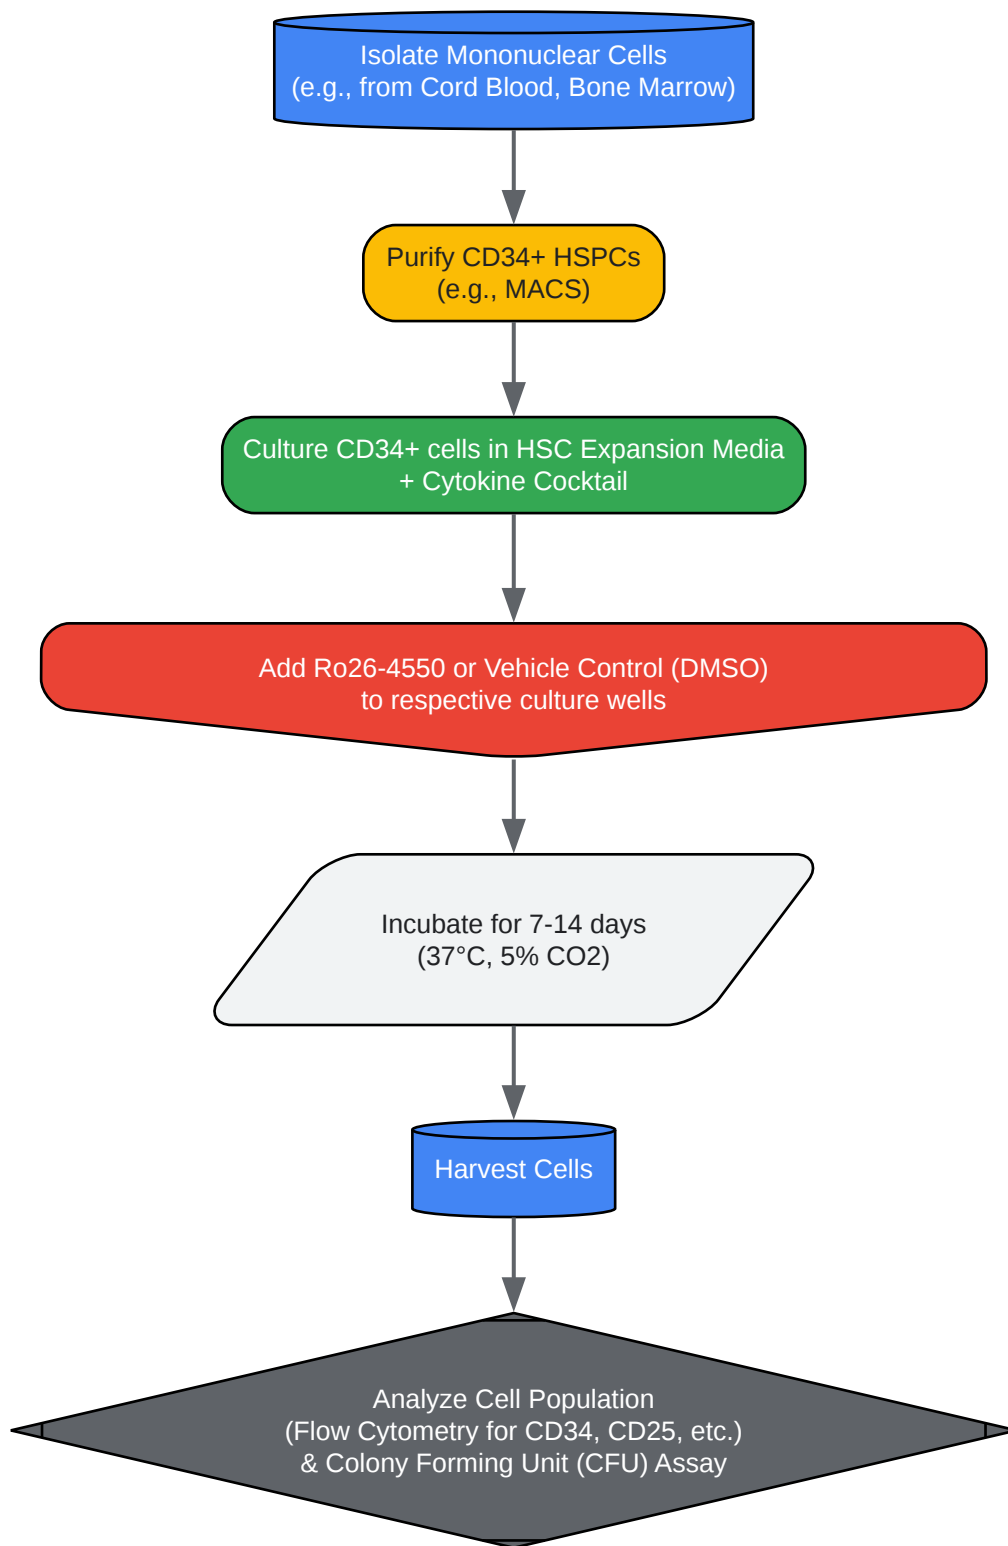 Isolate Mononuclear Cells
(e.g., from Cord Blood, Bone Marrow)
Purify CD34+ HSPCs
(e.g., MACS)
Culture CD34+ cells in HSC Expansion Media
+ Cytokine Cocktail
Add Ro26-4550 or Vehicle Control (DMSO)
to respective culture wells
Incubate for 7-14 days
(37°C, 5% CO2)
Harvest Cells
Analyze Cell Population
(Flow Cytometry for CD34, CD25, etc.)
& Colony Forming Unit (CFU) Assay